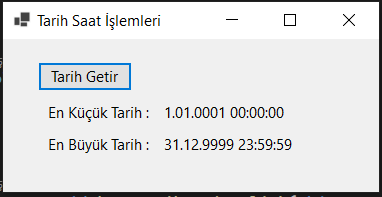 Tarih Saat İşlemleri
Tarih Getir
En Küçük Tarih : 1.01.0001 00:00:00
En Büyük Tarih : 31.12.9999 23:59:59